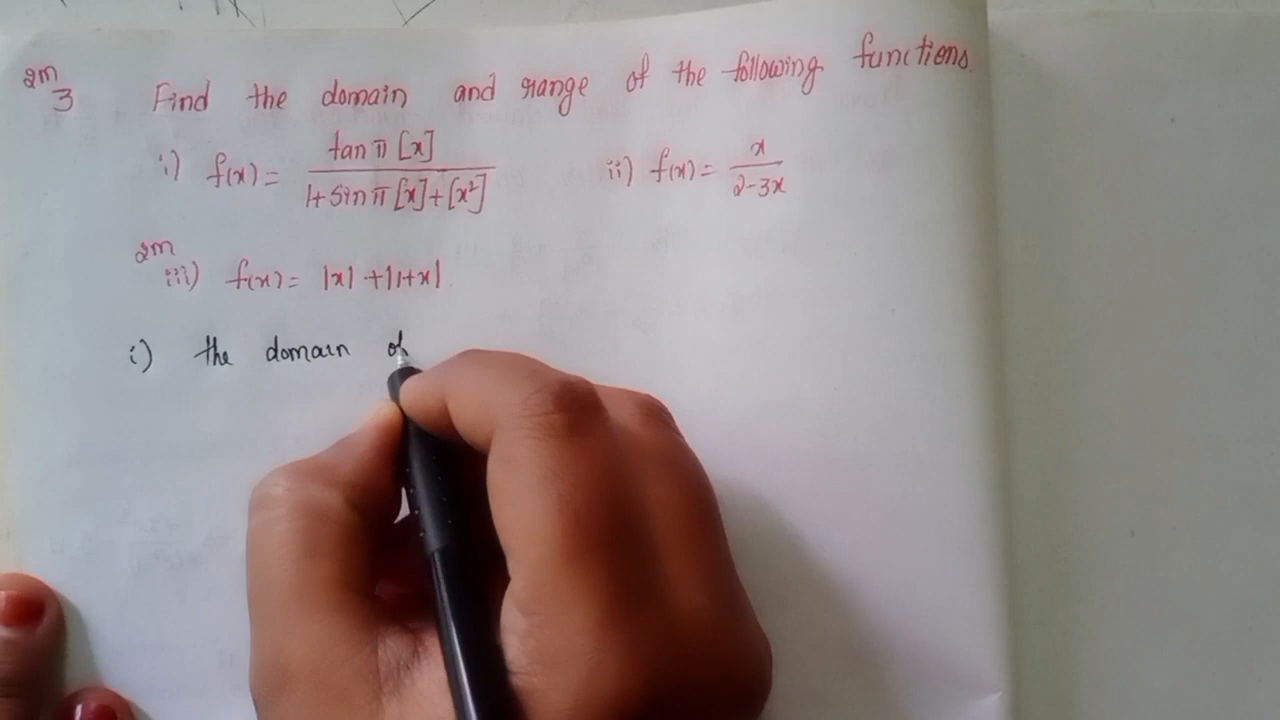 2m
3 Find the domain and range of the following functions.
i) f(x) = tan π [x] / 1+ sin π [x] + [x²] ii) f(x) = x / 2-3x
2m
iii) f(x) = |x| + |1+x|.
i) the domain of